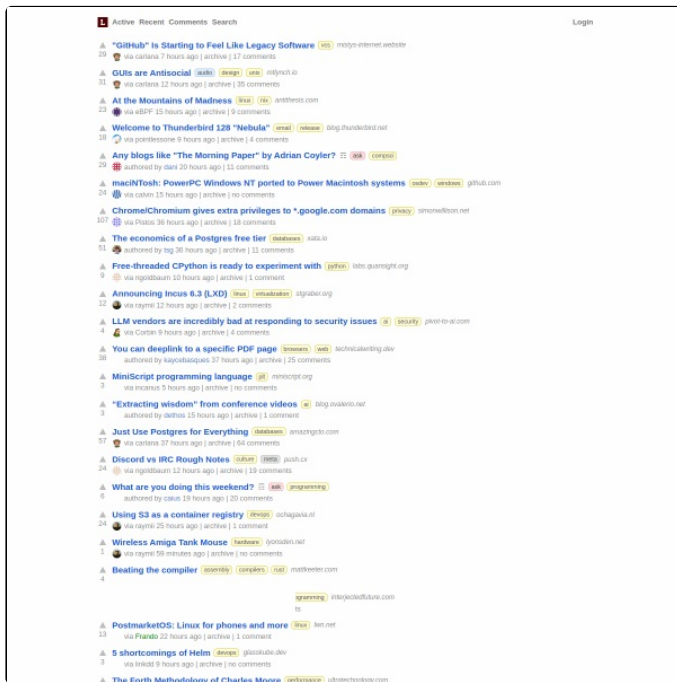 L Active Recent Comments Search Login
"GitHub" Is Starting to Feel Like Legacy Software vcs mistys-internet.website
29 via carlana 7 hours ago | archive | 17 comments
GUIs are Antisocial audio design unix mtlynch.io
31 via carlana 12 hours ago | archive | 35 comments
At the Mountains of Madness linux nix antithesis.com
23 via eBPF 15 hours ago | archive | 9 comments
Welcome to Thunderbird 128 "Nebula" email release blog.thunderbird.net
18 via pointlessone 9 hours ago | archive | 4 comments
Any blogs like "The Morning Paper" by Adrian Coyler? ask compsci
29 authored by dani 20 hours ago | 11 comments
maciNTosh: PowerPC Windows NT ported to Power Macintosh systems osdev windows github.com
24 via calvin 15 hours ago | archive | no comments
Chrome/Chromium gives extra privileges to *.google.com domains privacy simonwillison.net
107 via Pistos 36 hours ago | archive | 18 comments
The economics of a Postgres free tier databases xata.io
51 authored by tsg 36 hours ago | archive | 11 comments
Free-threaded CPython is ready to experiment with python labs.quansight.org
9 via ngoldbaum 10 hours ago | archive | 1 comment
Announcing Incus 6.3 (LXD) linux virtualization stgraber.org
12 via raymii 12 hours ago | archive | 2 comments
LLM vendors are incredibly bad at responding to security issues ai security pivot-to-ai.com
4 via Corbin 9 hours ago | archive | 4 comments
You can deeplink to a specific PDF page browsers web technicalwriting.dev
38 authored by kaycebasques 37 hours ago | archive | 25 comments
MiniScript programming language plt miniscript.org
3 via incanus 5 hours ago | archive | no comments
“Extracting wisdom” from conference videos ai blog.ovalerio.net
3 authored by dethos 15 hours ago | archive | 1 comment
Just Use Postgres for Everything databases amazingcto.com
57 via carlana 37 hours ago | archive | 64 comments
Discord vs IRC Rough Notes culture meta push.cx
24 via ngoldbaum 12 hours ago | archive | 19 comments
What are you doing this weekend? ask programming
6 authored by caius 19 hours ago | 20 comments
Using S3 as a container registry devops ochagavia.nl
24 via raymii 25 hours ago | archive | 1 comment
Wireless Amiga Tank Mouse hardware lyonsden.net
1 via raymii 59 minutes ago | archive | no comments
Beating the compiler assembly compilers rust mattkeeter.com
4
gramming interjectedfuture.com
ts
PostmarketOS: Linux for phones and more linux lwn.net
13 via Frando 22 hours ago | archive | 1 comment
5 shortcomings of Helm devops glasskube.dev
3 via linkdd 9 hours ago | archive | no comments
The Forth Methodology of Charles Moore performance ultratechnology.com